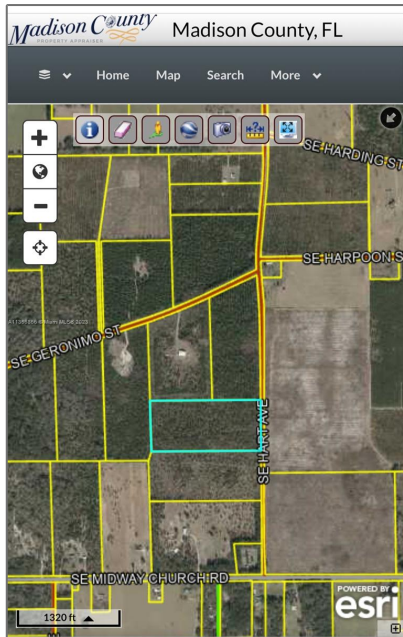 Madison County
PROPERTY APPRAISER
Madison County, FL
Home Map Search More
SE HARDING ST
SE HARPOON S
SE GERONIMO ST
SE HART AVE
SE MIDWAY CHURCH RD
1320 ft
POWERED BY
esri